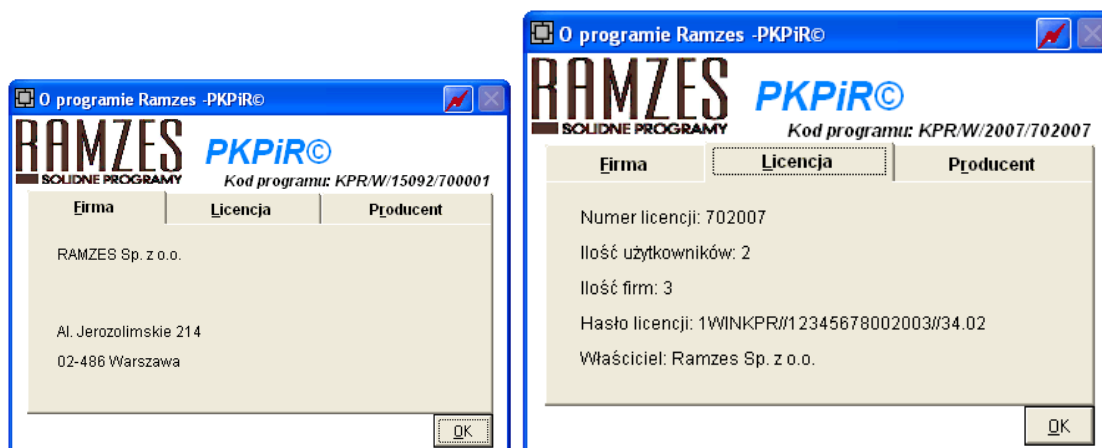 O programie Ramzes -PKPiR©
RAMZES
SOLIDNE PROGRAMY
PKPiR©
Kod programu: KPR/W/15092/700001
Firma
Licencja
Producent
RAMZES Sp. z o.o.
Al. Jerozolimskie 214
02-486 Warszawa
OK
O programie Ramzes -PKPiR©
RAMZES
SOLIDNE PROGRAMY
PKPiR©
Kod programu: KPR/W/2007/702007
Firma
Licencja
Producent
Numer licencji: 702007
Ilość użytkowników: 2
Ilość firm: 3
Hasło licencji: 1WINKPR//12345678002003//34.02
Właściciel: Ramzes Sp. z o.o.
OK